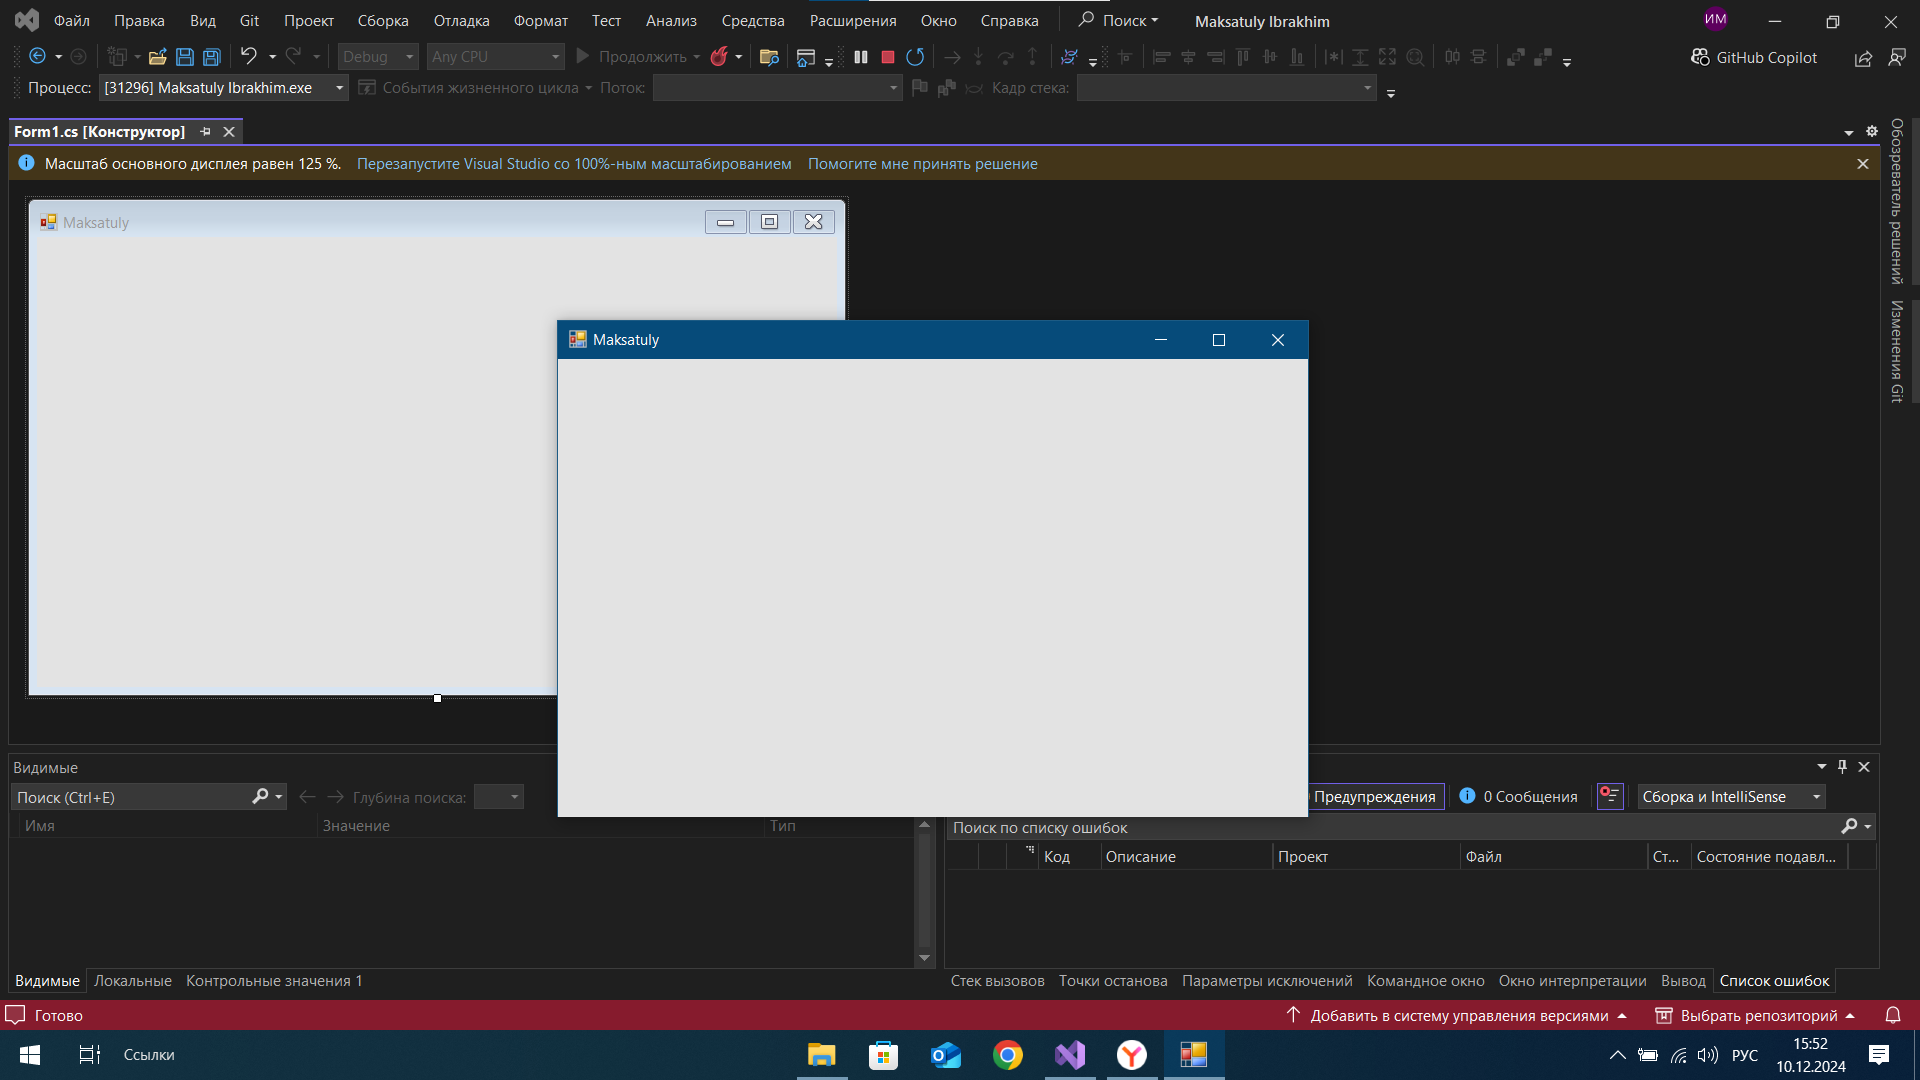 Файл Правка Вид Git Проект Сборка Отладка Формат Тест Анализ Средства Расширения Окно Справка Поиск Maksatuly Ibrakhim ИМ
Debug Any CPU Продолжить GitHub Copilot
Процесс: [31296] Maksatuly Ibrakhim.exe События жизненного цикла Поток: Кадр стека:
Form1.cs [Конструктор]
Масштаб основного дисплея равен 125 %. Перезапустите Visual Studio со 100%-ным масштабированием Помогите мне принять решение
Обозреватель решений
Изменения Git
Maksatuly
Maksatuly
Видимые
Поиск (Ctrl+E) Глубина поиска:
Имя Значение Тип
Предупреждения 0 Сообщения Сборка и IntelliSense
Поиск по списку ошибок
Код Описание Проект Файл Ст... Состояние подавл...
Видимые Локальные Контрольные значения 1
Стек вызовов Точки останова Параметры исключений Командное окно Окно интерпретации Вывод Список ошибок
Готово Добавить в систему управления версиями Выбрать репозиторий
Ссылки РУС 15:52
10.12.2024